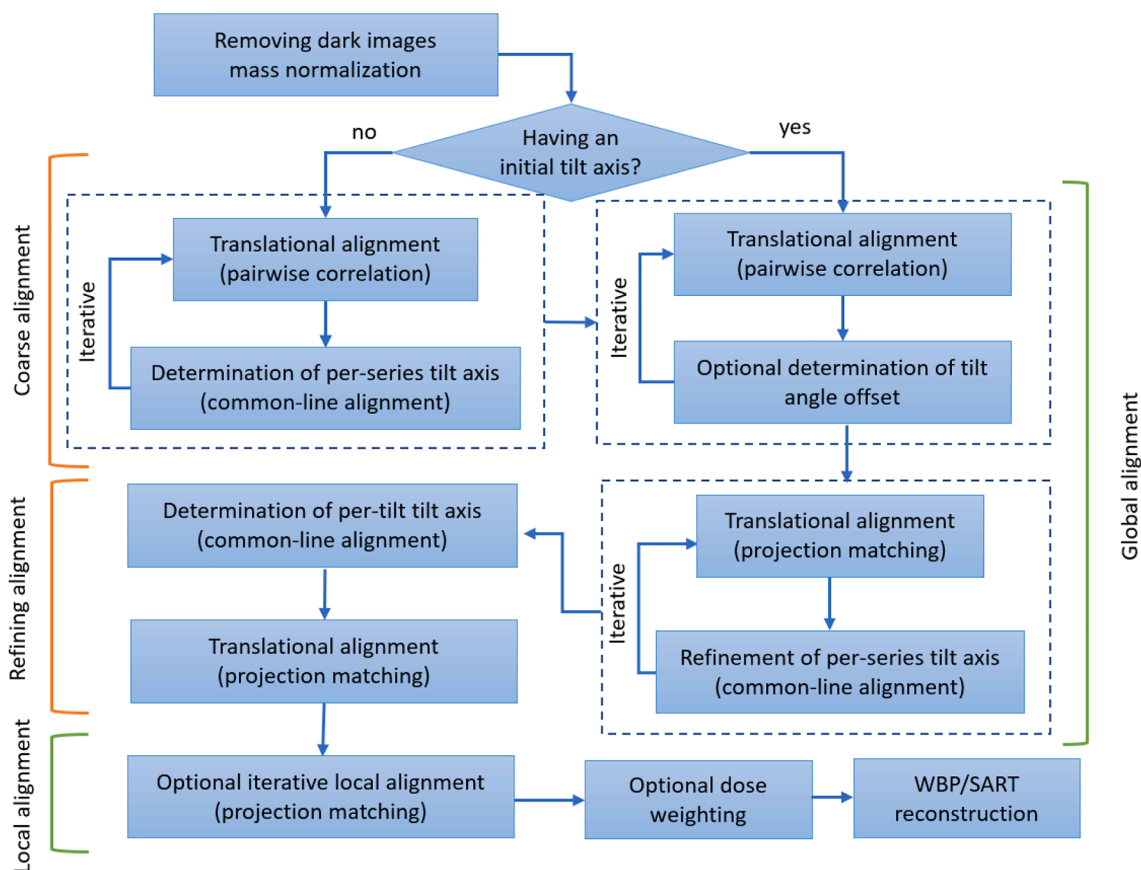 Removing dark images
mass normalization
no
Having an
initial tilt axis?
yes
Coarse alignment
Iterative
Translational alignment
(pairwise correlation)
Determination of per-series tilt axis
(common-line alignment)
Iterative
Translational alignment
(pairwise correlation)
Optional determination of tilt
angle offset
Global alignment
Refining alignment
Determination of per-tilt tilt axis
(common-line alignment)
Translational alignment
(projection matching)
Iterative
Translational alignment
(projection matching)
Refinement of per-series tilt axis
(common-line alignment)
Local alignment
Optional iterative local alignment
(projection matching)
Optional dose
weighting
WBP/SART
reconstruction